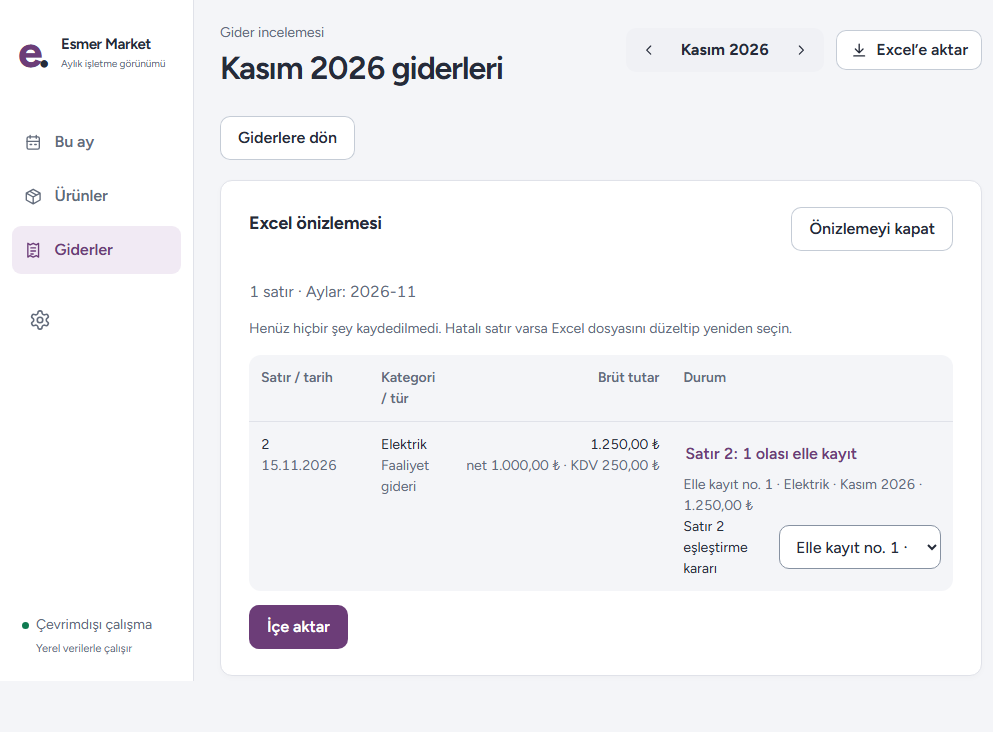 e.
Esmer Market
Aylık işletme görünümü
Bu ay
Ürünler
Giderler
Çevrimdışı çalışma
Yerel verilerle çalışır
Gider incelemesi
Kasım 2026 giderleri
Kasım 2026
Excel’e aktar
Giderlere dön
Excel önizlemesi
Önizlemeyi kapat
1 satır · Aylar: 2026-11
Henüz hiçbir şey kaydedilmedi. Hatalı satır varsa Excel dosyasını düzeltip yeniden seçin.
Satır / tarih
Kategori
/ tür
Brüt tutar
Durum
2
15.11.2026
Elektrik
Faaliyet
gideri
1.250,00 ₺
net 1.000,00 ₺ · KDV 250,00 ₺
Satır 2: 1 olası elle kayıt
Elle kayıt no. 1 · Elektrik · Kasım 2026 ·
1.250,00 ₺
Satır 2
eşleştirme
kararı
Elle kayıt no. 1 ·
İçe aktar